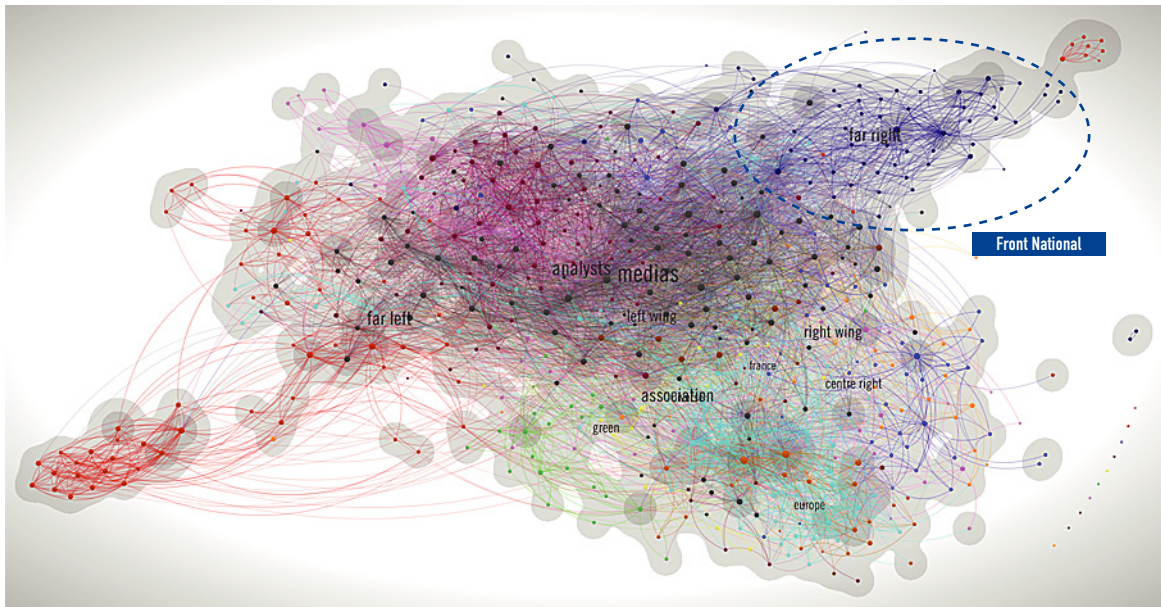 far right
Front National
analysts
medias
far left
left wing
right wing
france
centre right
association
green
europe